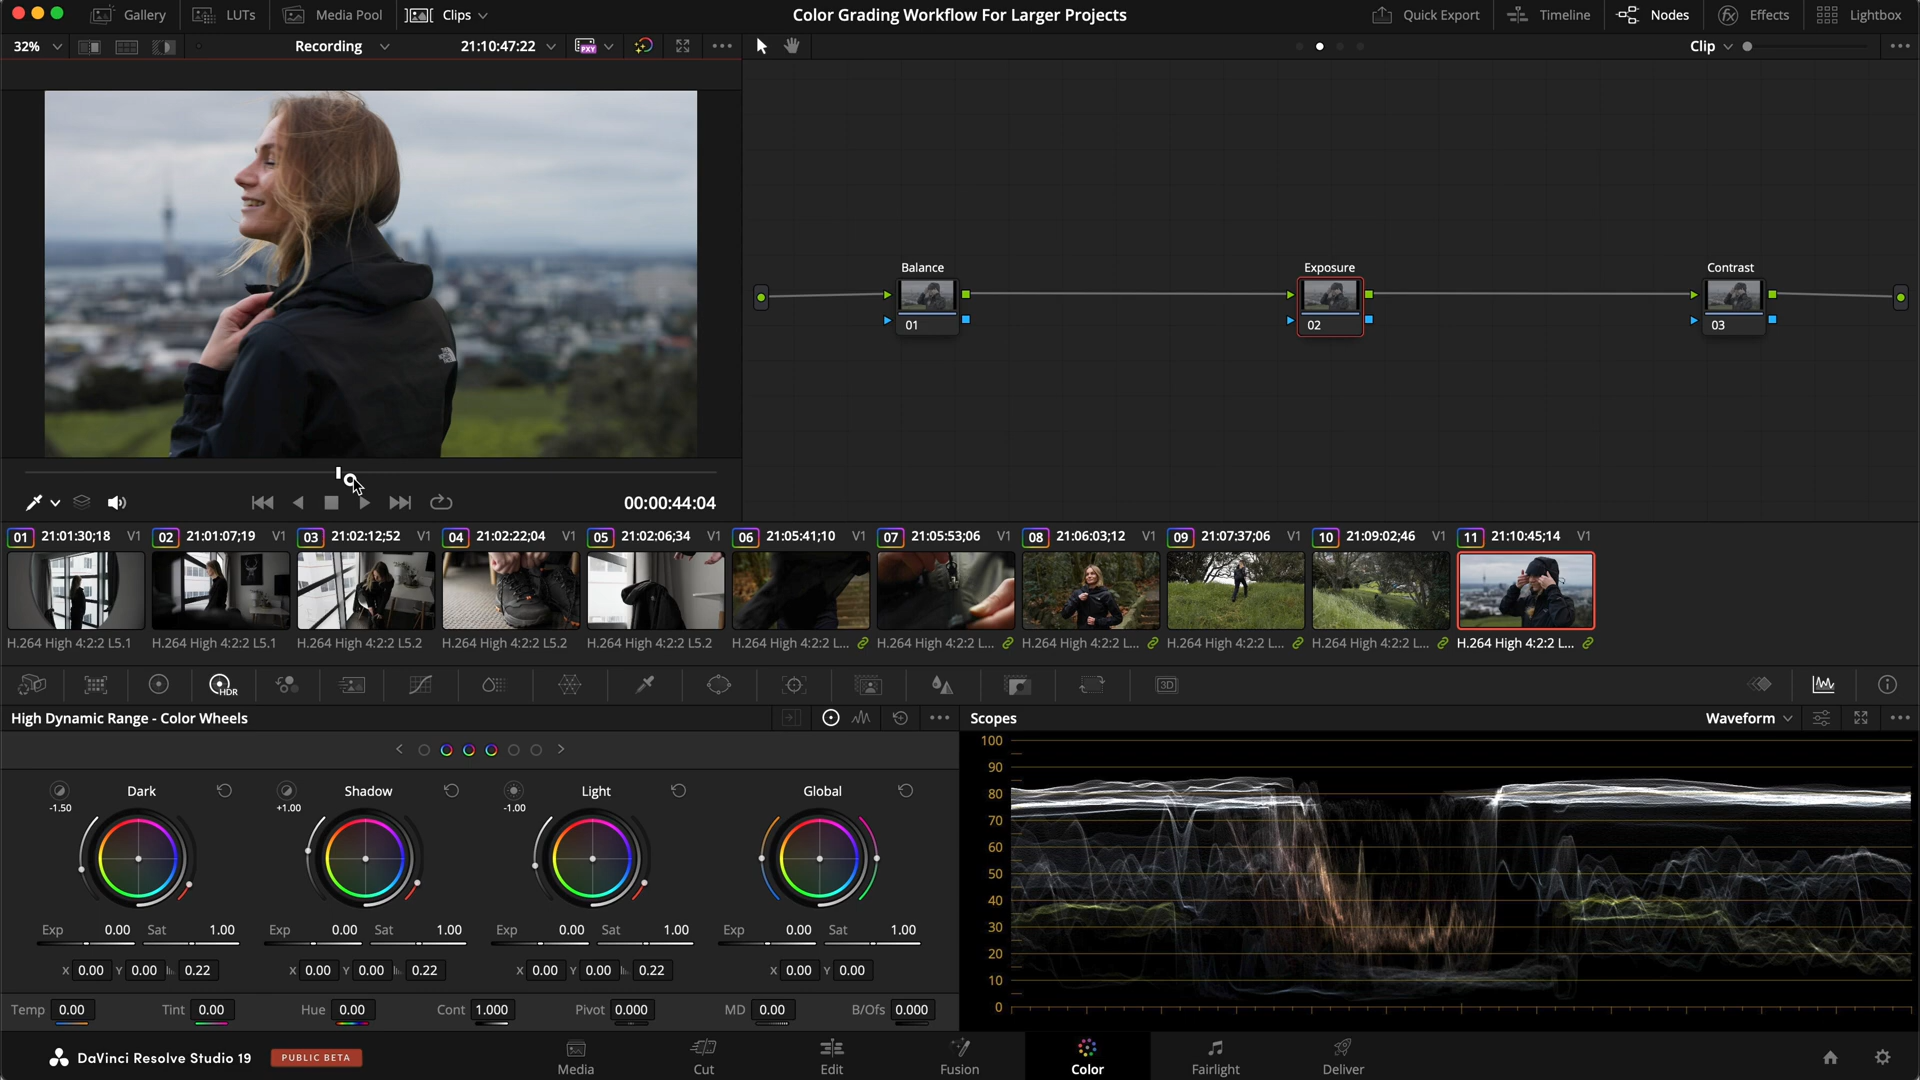 Gallery LUTs Media Pool Clips Color Grading Workflow For Larger Projects Quick Export Timeline Nodes Effects Lightbox
32% Recording 21:10:47:22 PXY Clip
Balance Exposure Contrast
01 02 03
00:00:44:04
01 21:01:30;18 V1 02 21:01:07;19 V1 03 21:02:12;52 V1 04 21:02:22;04 V1 05 21:02:06;34 V1 06 21:05:41;10 V1 07 21:05:53;06 V1 08 21:06:03;12 V1 09 21:07:37;06 V1 10 21:09:02;46 V1 11 21:10:45;14 V1
H.264 High 4:2:2 L5.1 H.264 High 4:2:2 L5.1 H.264 High 4:2:2 L5.2 H.264 High 4:2:2 L5.2 H.264 High 4:2:2 L5.2 H.264 High 4:2:2 L... H.264 High 4:2:2 L... H.264 High 4:2:2 L... H.264 High 4:2:2 L... H.264 High 4:2:2 L... H.264 High 4:2:2 L...
HDR 3D
High Dynamic Range - Color Wheels Scopes Waveform
Dark Shadow Light Global
-1.50 +1.00 -1.00
Exp 0.00 Sat 1.00 Exp 0.00 Sat 1.00 Exp 0.00 Sat 1.00 Exp 0.00 Sat 1.00
X 0.00 Y 0.00 0.22 X 0.00 Y 0.00 0.22 X 0.00 Y 0.00 0.22 X 0.00 Y 0.00
Temp 0.00 Tint 0.00 Hue 0.00 Cont 1.000 Pivot 0.000 MD 0.00 B/Ofs 0.000
100
90
80
70
60
50
40
30
20
10
0
DaVinci Resolve Studio 19 PUBLIC BETA
Media Cut Edit Fusion Color Fairlight Deliver